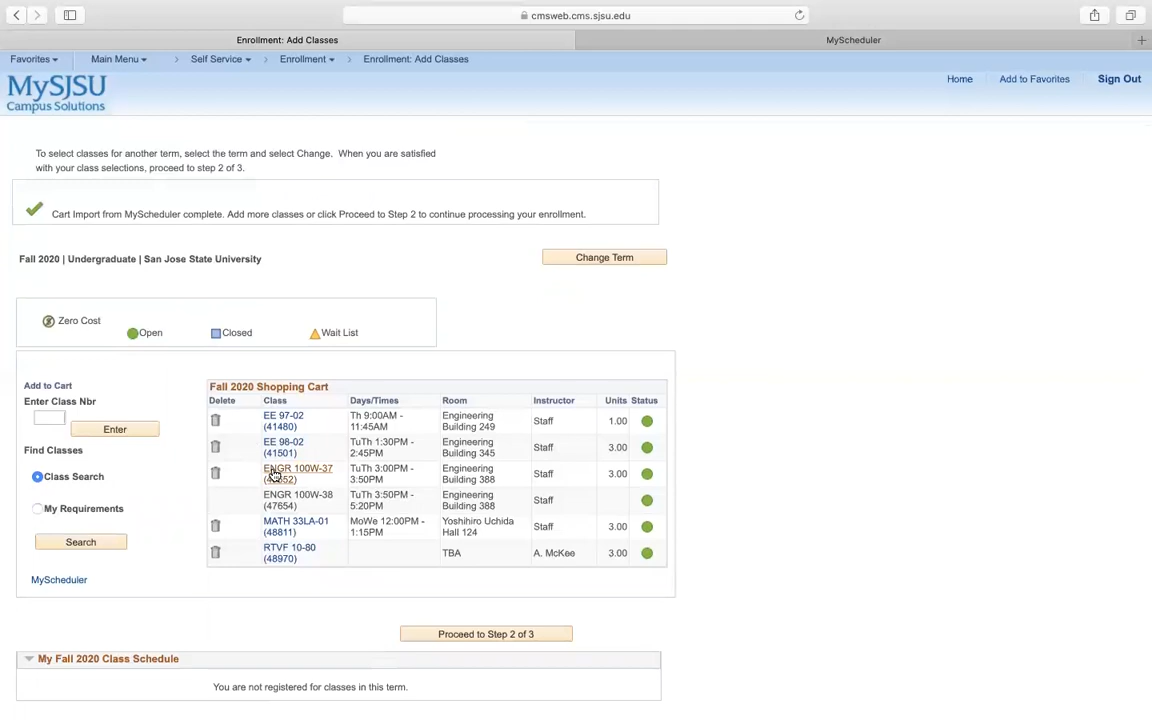 cmsweb.cms.sjsu.edu
Enrollment: Add Classes MyScheduler
Favorites Main Menu > Self Service > Enrollment > Enrollment: Add Classes
MySJSU
Campus Solutions
Home Add to Favorites Sign Out
To select classes for another term, select the term and select Change. When you are satisfied
with your class selections, proceed to step 2 of 3.
Cart Import from MyScheduler complete. Add more classes or click Proceed to Step 2 to continue processing your enrollment.
Fall 2020 | Undergraduate | San Jose State University
Change Term
Zero Cost
Open Closed Wait List
Add to Cart
Enter Class Nbr
Enter
Find Classes
Class Search
My Requirements
Search
MyScheduler
Fall 2020 Shopping Cart
Delete Class Days/Times Room Instructor Units Status
EE 97-02 Th 9:00AM - Engineering Staff 1.00
(41480) 11:45AM Building 249
EE 98-02 TuTh 1:30PM - Engineering Staff 3.00
(41501) 2:45PM Building 345
ENGR 100W-37 TuTh 3:00PM - Engineering Staff 3.00
3:50PM Building 388
ENGR 100W-38 TuTh 3:50PM - Engineering Staff
(47654) 5:20PM Building 388
MATH 33LA-01 MoWe 12:00PM - Yoshihiro Uchida Staff 3.00
(48811) 1:15PM Hall 124
RTVF 10-80 TBA A. McKee 3.00
(48970)
Proceed to Step 2 of 3
My Fall 2020 Class Schedule
You are not registered for classes in this term.